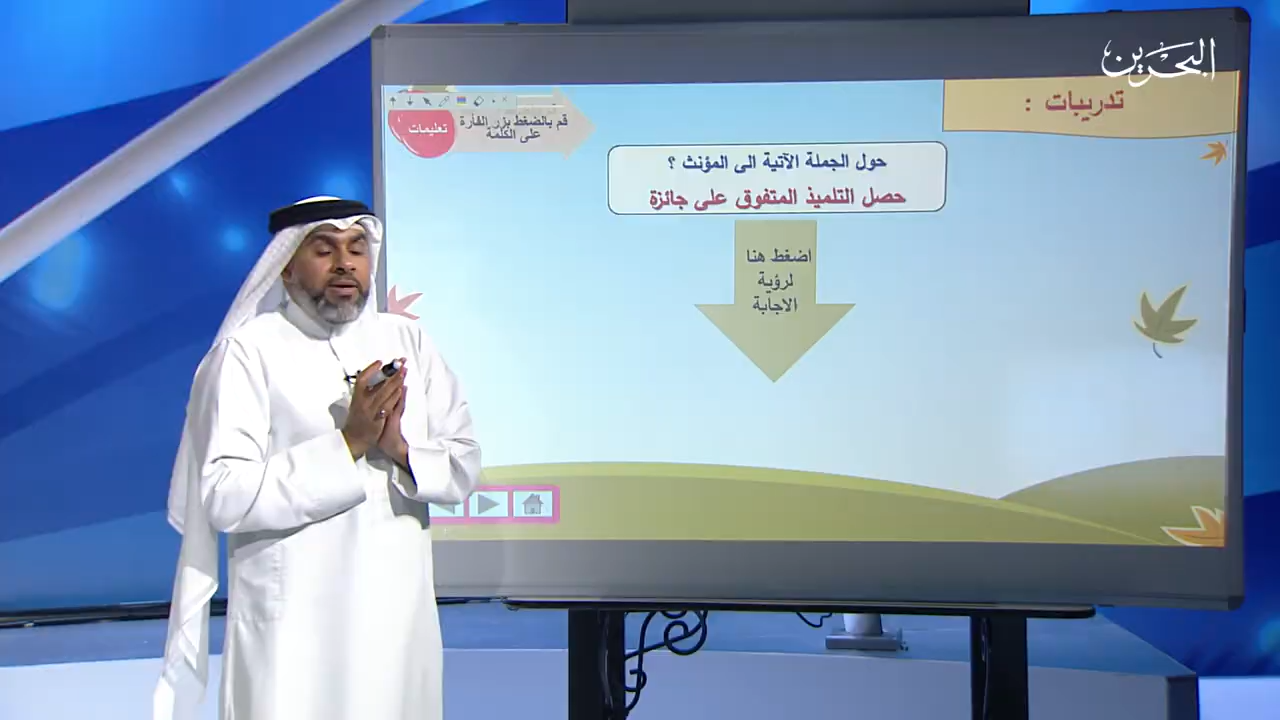 البحرين
تدريبات :
تعليمات
قم بالضغط بزر الفأرة
على الكلمة
حول الجملة الآتية الى المؤنث ؟
حصل التلميذ المتفوق على جائزة
اضغط هنا
لرؤية
الاجابة